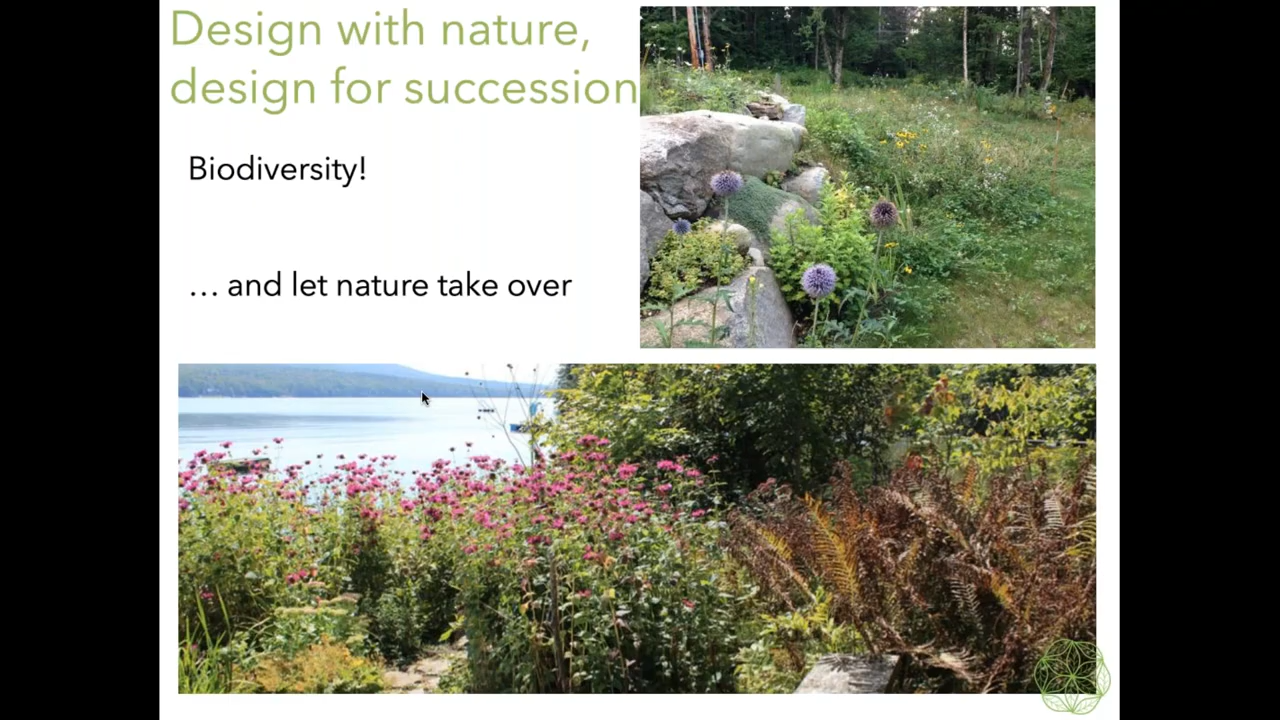 Design with nature,
design for succession
Biodiversity!
… and let nature take over